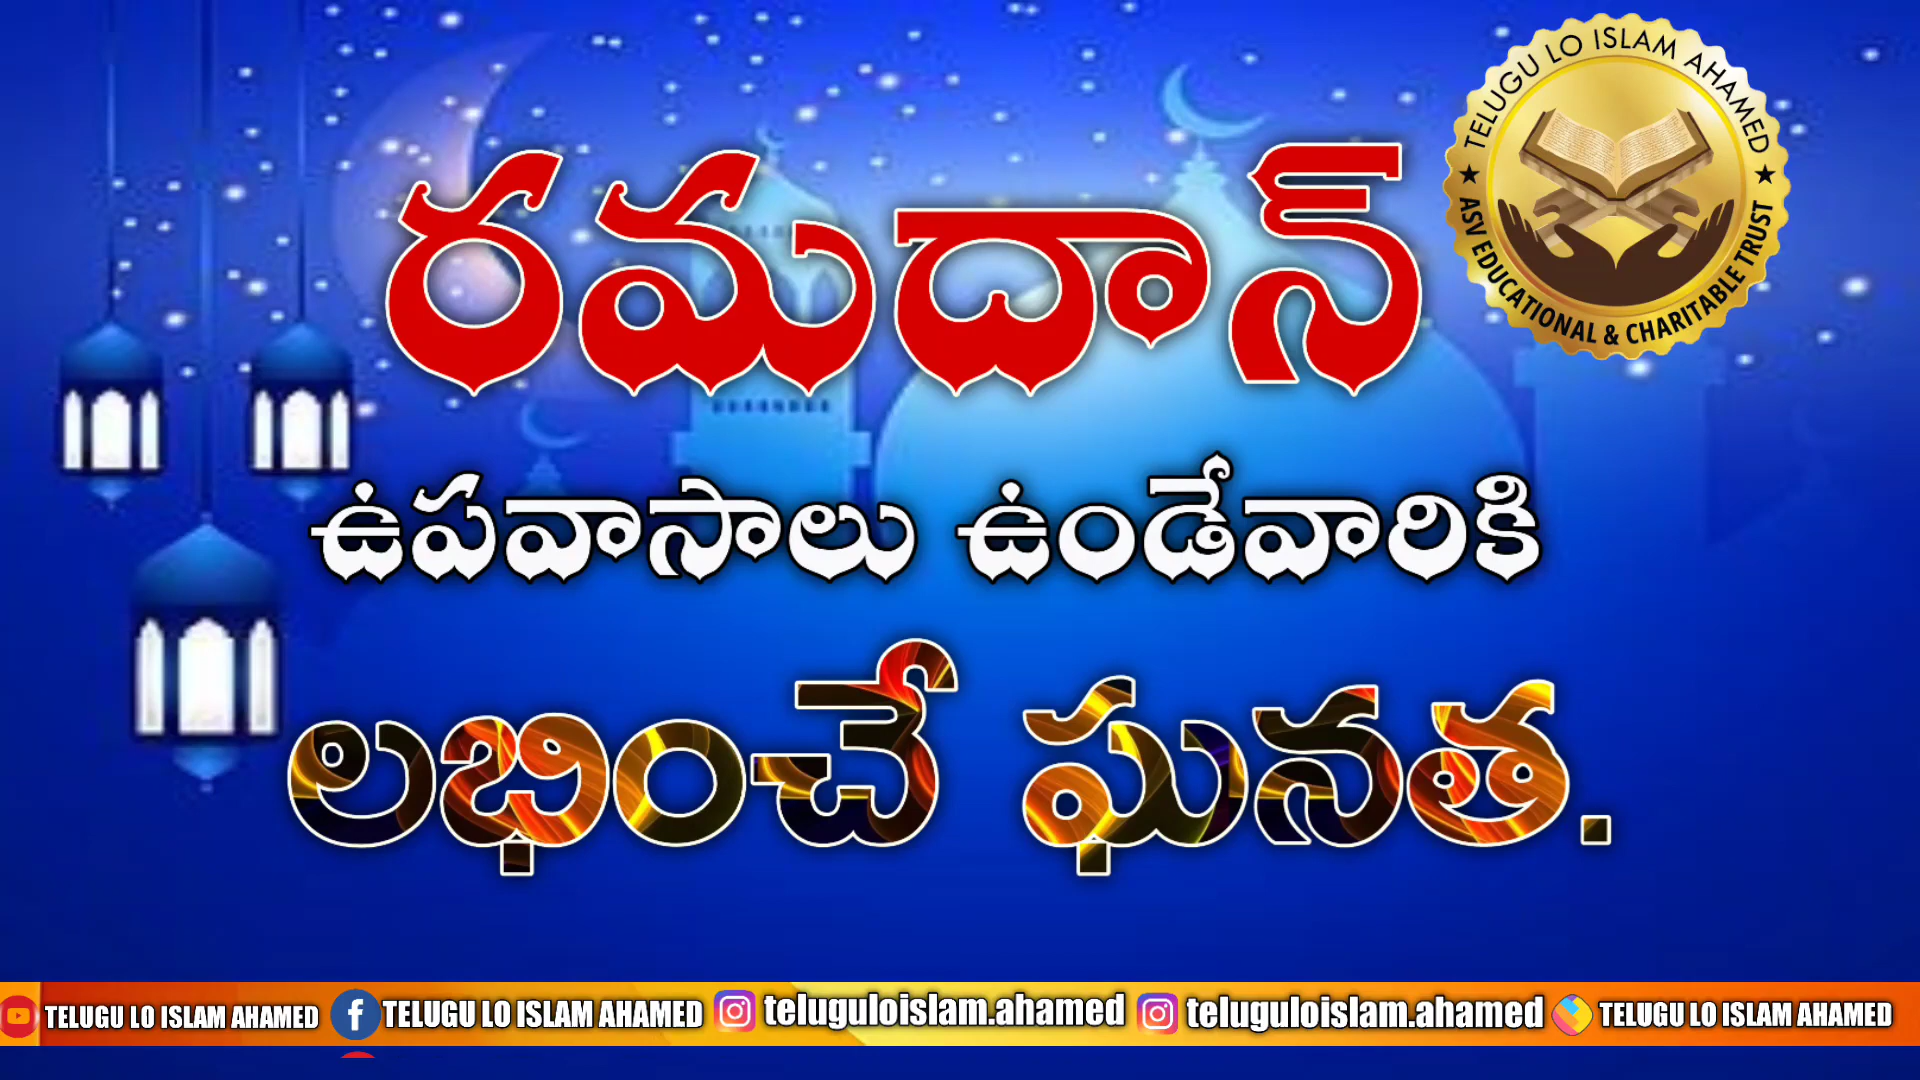 TELUGU LO ISLAM AHAMED
ASV EDUCATIONAL & CHARITABLE TRUST
రమదాన్
ఉపవాసాలు ఉండేవారికి
లభించే ఘనత.
TELUGU LO ISLAM AHAMED TELUGU LO ISLAM AHAMED teluguloislam.ahamed teluguloislam.ahamed TELUGU LO ISLAM AHAMED